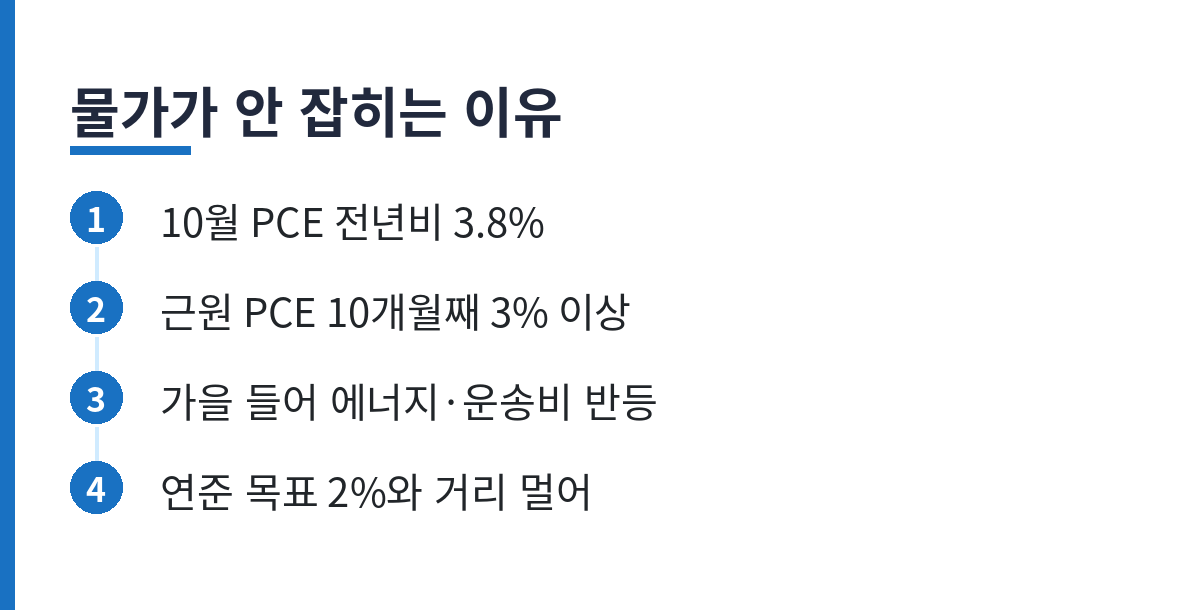 물가가 안 잡히는 이유
1 10월 PCE 전년비 3.8%
2 근원 PCE 10개월째 3% 이상
3 가을 들어 에너지·운송비 반등
4 연준 목표 2%와 거리 멀어